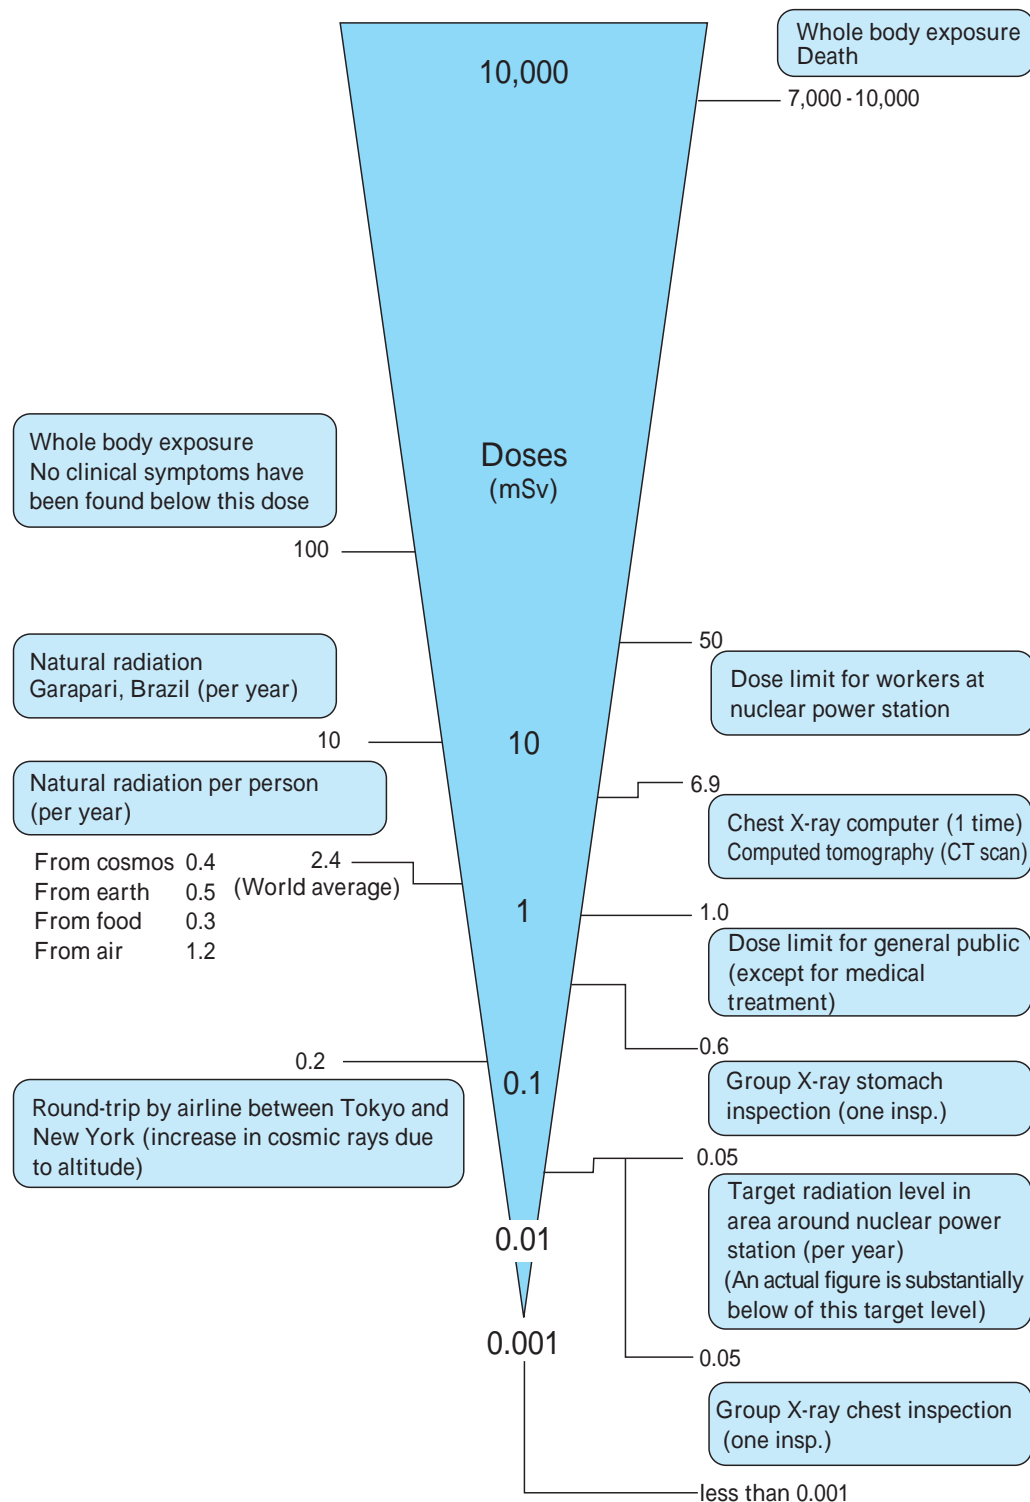 Whole body exposure
Death
10,000
7,000 - 10,000
Whole body exposure
No clinical symptoms have
been found below this dose
Doses
(mSv)
100
50
Natural radiation
Garapari, Brazil (per year)
Dose limit for workers at
nuclear power station
10
10
Natural radiation per person
(per year)
6.9
Chest X-ray computer (1 time)
Computed tomography (CT scan)
From cosmos 0.4
From earth 0.5
From food 0.3
From air 1.2
2.4
(World average)
1
1.0
Dose limit for general public
(except for medical
treatment)
0.2
0.6
0.1
Group X-ray stomach
inspection (one insp.)
Round-trip by airline between Tokyo and
New York (increase in cosmic rays due
to altitude)
0.05
Target radiation level in
area around nuclear power
station (per year)
(An actual figure is substantially
below of this target level)
0.01
0.001
0.05
Group X-ray chest inspection
(one insp.)
less than 0.001